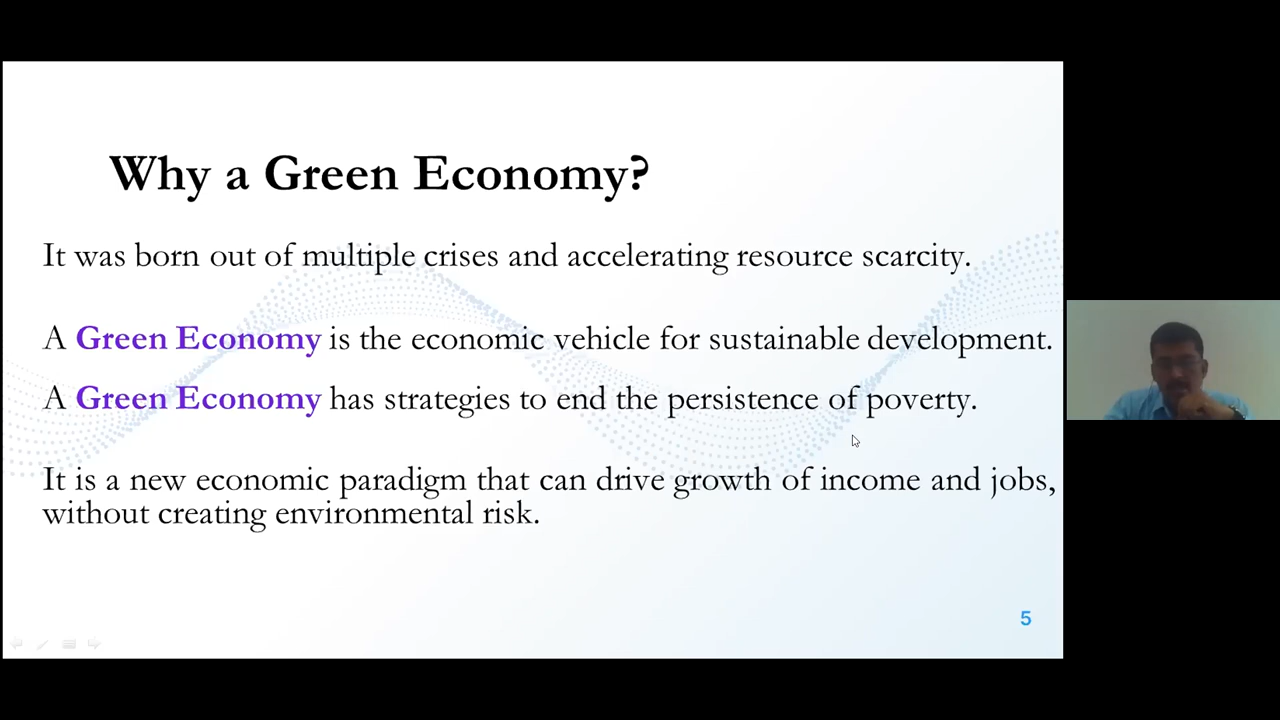 Why a Green Economy?
It was born out of multiple crises and accelerating resource scarcity.
A Green Economy is the economic vehicle for sustainable development.
A Green Economy has strategies to end the persistence of poverty.
It is a new economic paradigm that can drive growth of income and jobs,
without creating environmental risk.
5